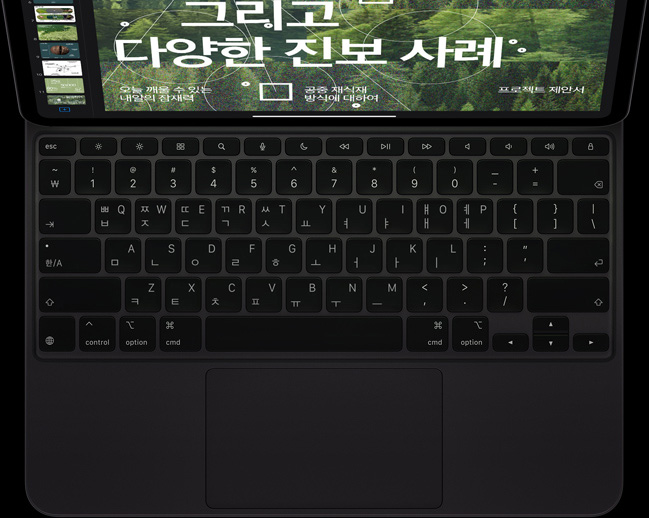 그리고
다양한 진보 사례
오늘 깨울 수 있는
내일의 잠재력
공중 채식재
방식에 대하여
프로젝트 제안서
esc
~ ! @ # $ % ^ & * ( ) _ +
₩ 1 2 3 4 5 6 7 8 9 0 - =
ㅃ Q ㅉ W ㄸ E ㄲ R ㅆ T Y U I ㅒ O ㅖ P { } |
ㅂ ㅈ ㄷ ㄱ ㅅ ㅛ ㅕ ㅑ ㅐ ㅔ [ ] \
A S D F G H J K L : "
한/A ㅁ ㄴ ㅇ ㄹ ㅎ ㅗ ㅓ ㅏ ㅣ ; '
Z X C V B N M < > ?
ㅋ ㅌ ㅊ ㅍ ㅠ ㅜ ㅡ , . /
control option cmd cmd option